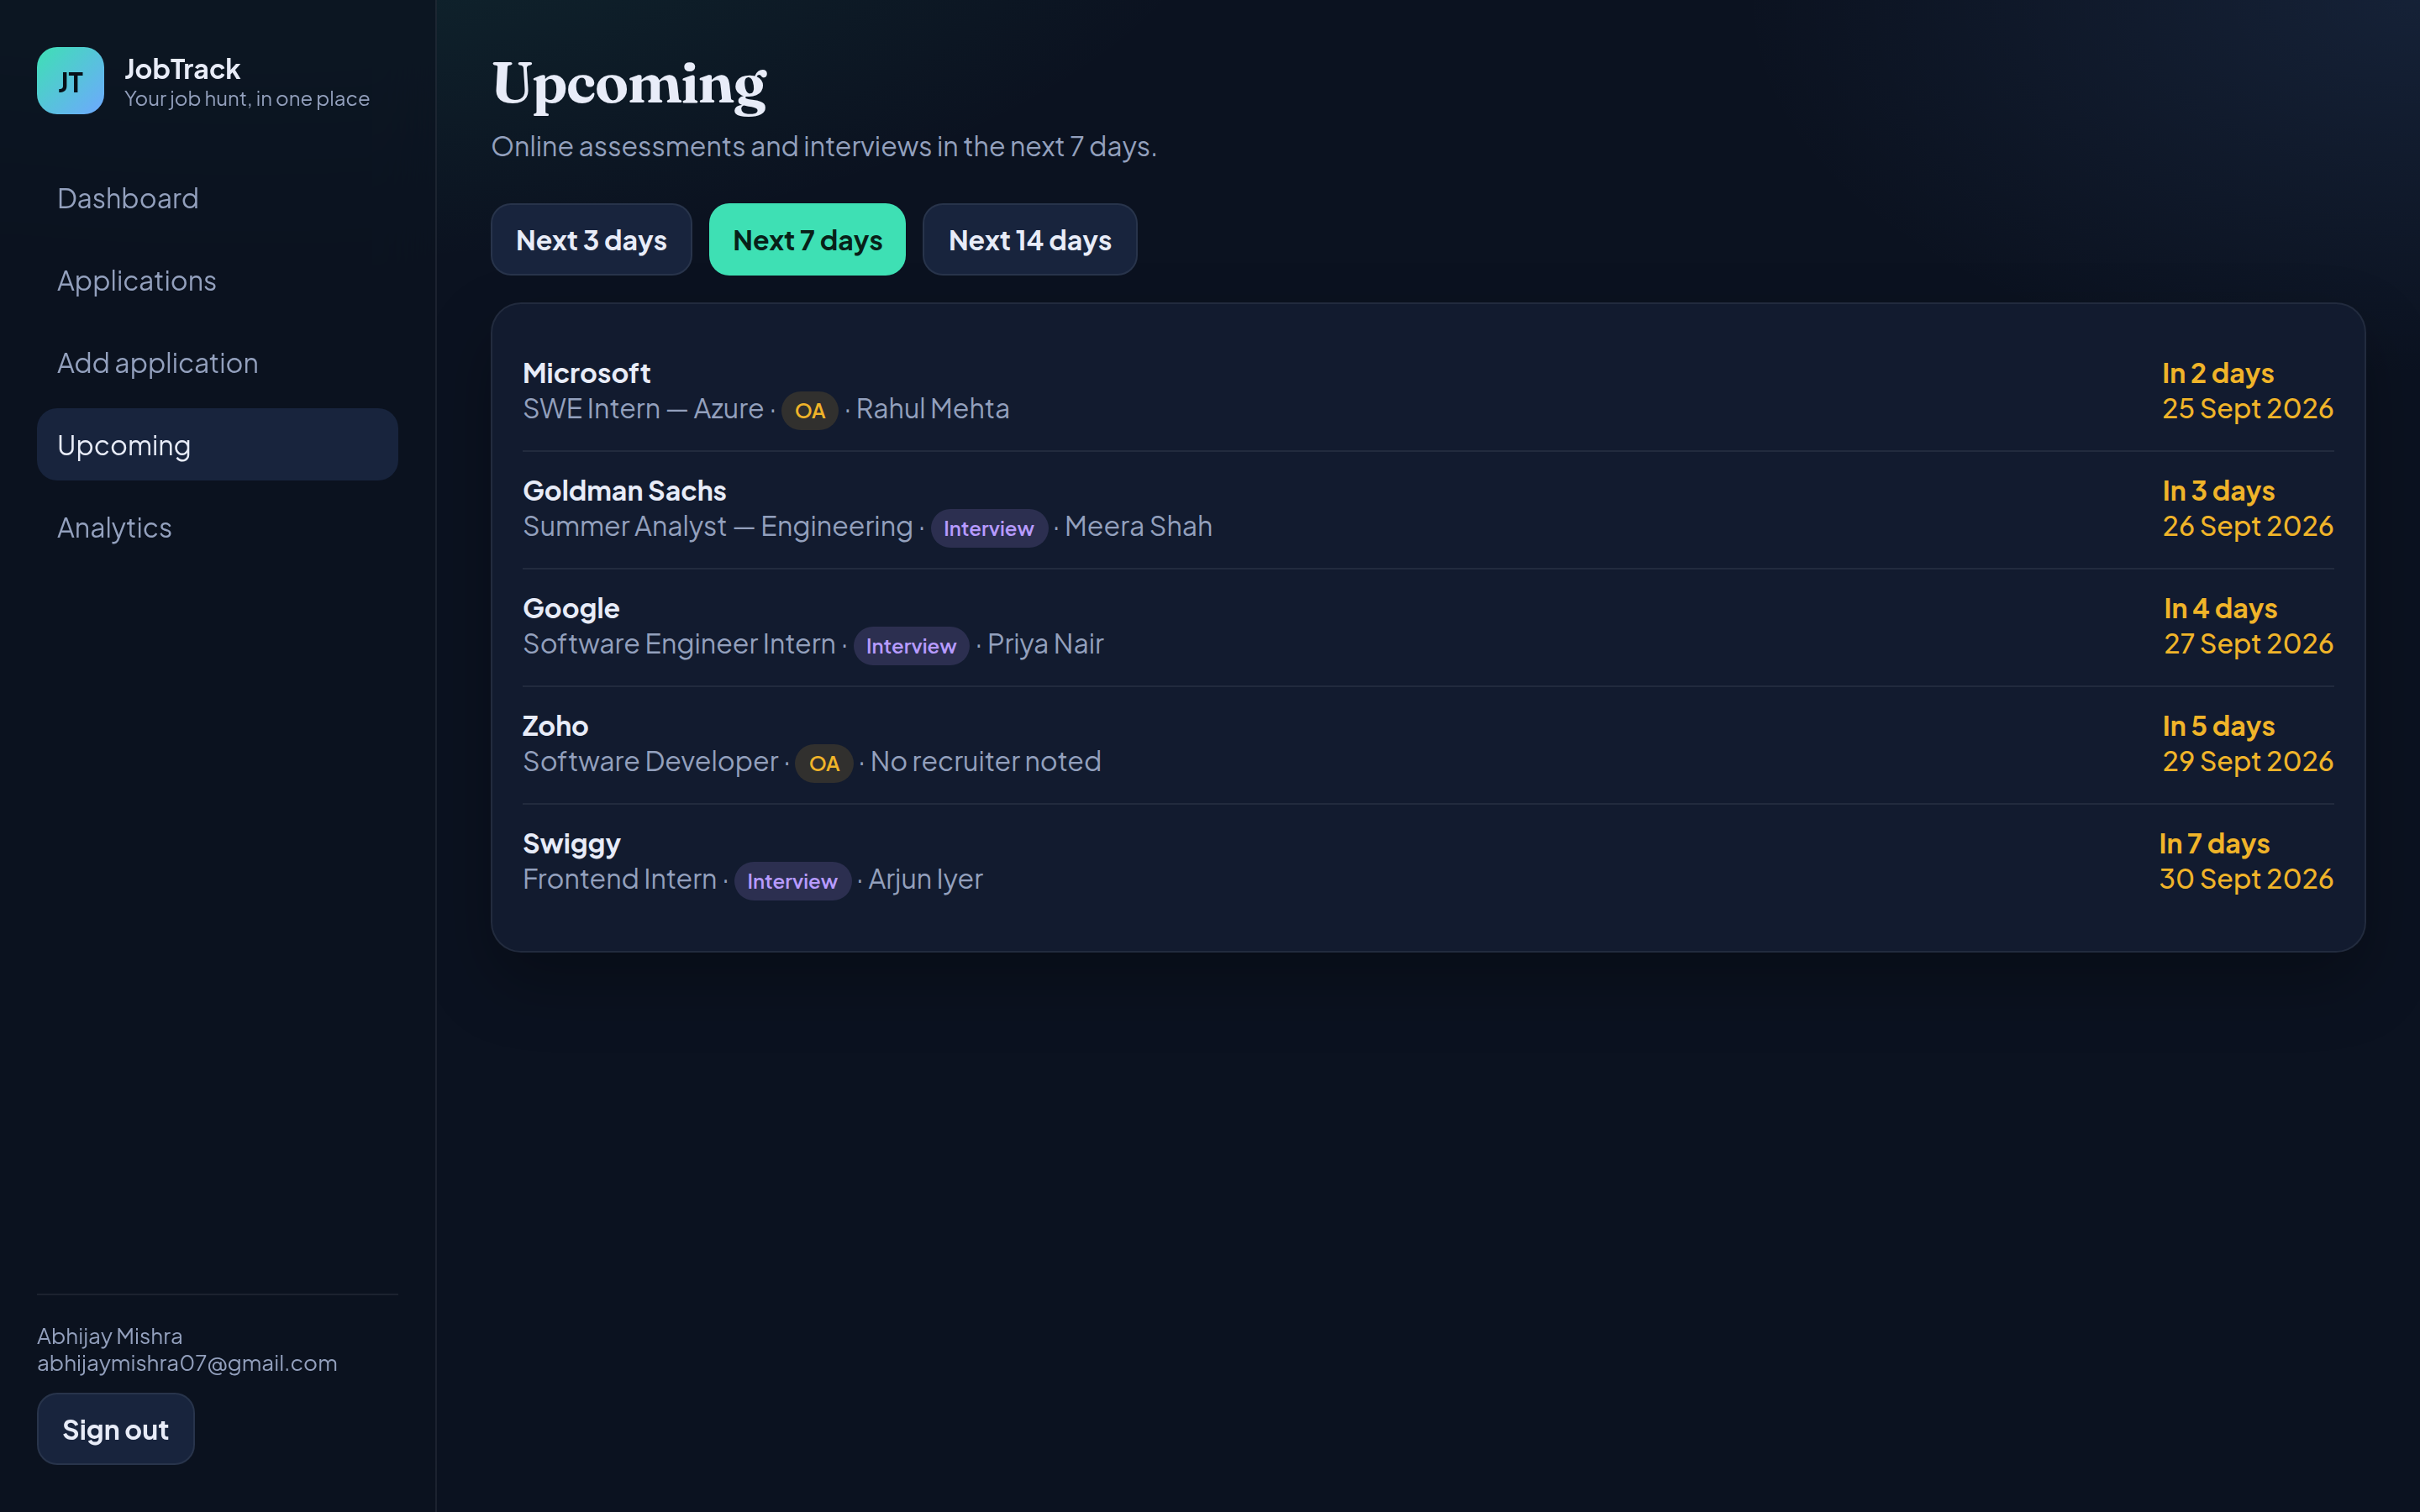 JT
JobTrack
Your job hunt, in one place
Dashboard
Applications
Add application
Upcoming
Analytics
Abhijay Mishra
abhijaymishra07@gmail.com
Sign out
Upcoming
Online assessments and interviews in the next 7 days.
Next 3 days
Next 7 days
Next 14 days
Microsoft
SWE Intern — Azure · OA · Rahul Mehta
In 2 days
25 Sept 2026
Goldman Sachs
Summer Analyst — Engineering · Interview · Meera Shah
In 3 days
26 Sept 2026
Google
Software Engineer Intern · Interview · Priya Nair
In 4 days
27 Sept 2026
Zoho
Software Developer · OA · No recruiter noted
In 5 days
29 Sept 2026
Swiggy
Frontend Intern · Interview · Arjun Iyer
In 7 days
30 Sept 2026